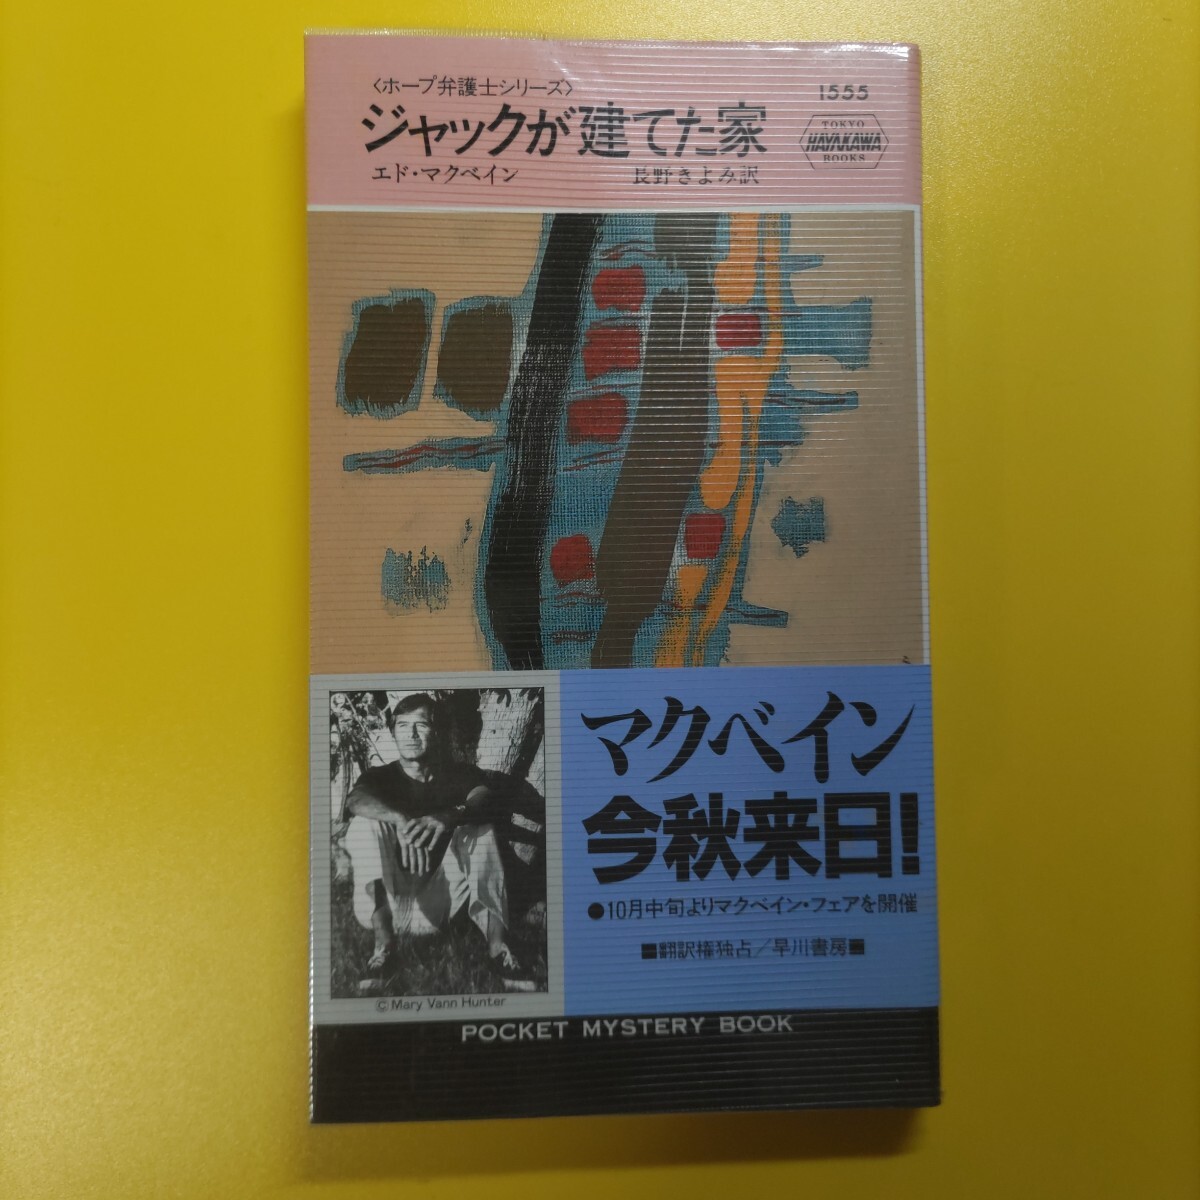 〈ホープ弁護士シリーズ〉
1555
ジャックが建てた家
TOKYO
HAYAKAWA
BOOKS
エド・マクベイン 長野きよみ訳
マクベイン
今秋来日!
●10月中旬よりマクベイン・フェアを開催
■翻訳権独占/早川書房■
© Mary Vann Hunter
POCKET MYSTERY BOOK